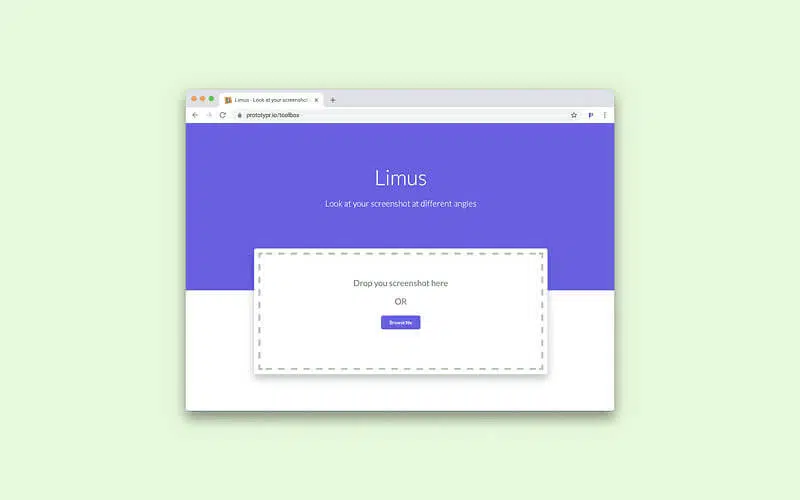 Limus - Look at your screenshot
prototypr.io/toolbox
Limus
Look at your screenshot at different angles
Drop you screenshot here
OR
Browse file